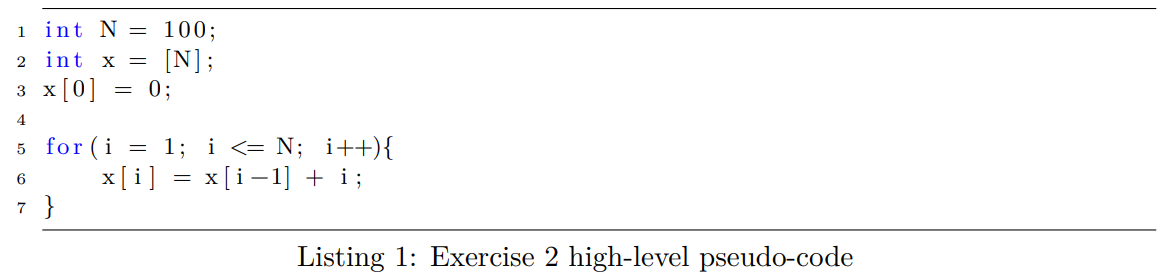 1 int N = 100;
2 int x = [N];
3 x[0] = 0;
4
5 for(i = 1; i <= N; i++){
6 x[i] = x[i-1] + i;
7 }
Listing 1: Exercise 2 high-level pseudo-code